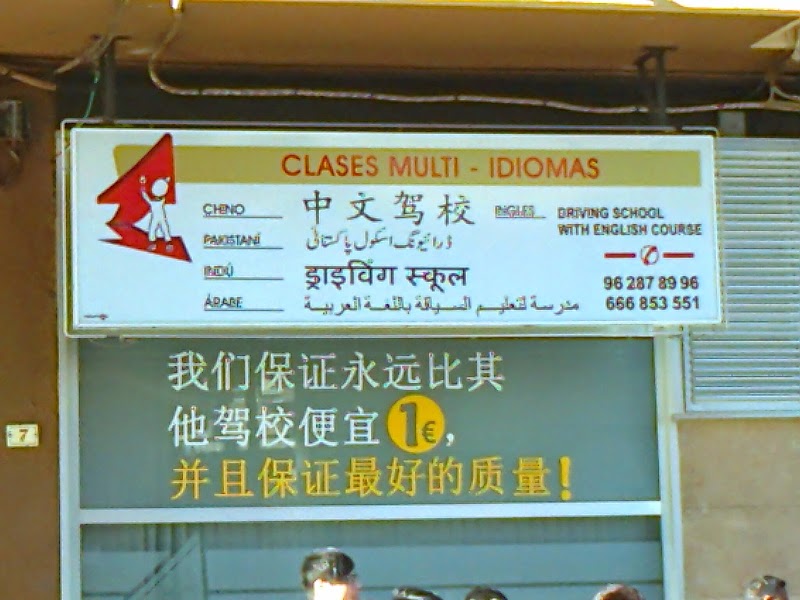 CLASES MULTI - IDIOMAS
CHINO 中文驾校
INGLES DRIVING SCHOOL
WITH ENGLISH COURSE
PAKISTANÍ ڈرائیونگ اسکول پاکستانی
INDÚ ड्राइविंग स्कूल
ÁRABE مدرسة لتعليم السياقة باللغة العربية
96 287 89 96
666 853 551
我们保证永远比其
他驾校便宜1€,
并且保证最好的质量!
7